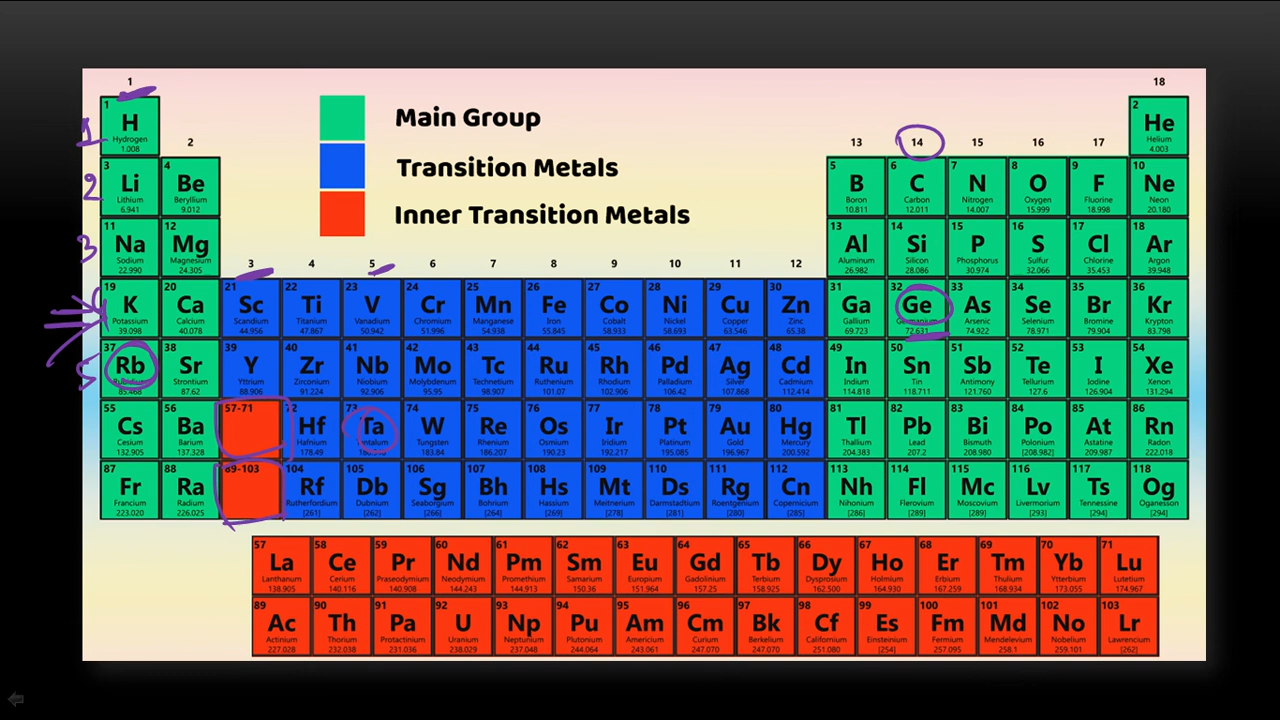 1 18
1 H Hydrogen 1.008 Main Group 2 He Helium 4.003
1 2 13 14 15 16 17
Transition Metals
2 3 Li Lithium 6.941 4 Be Beryllium 9.012 5 B Boron 10.811 6 C Carbon 12.011 7 N Nitrogen 14.007 8 O Oxygen 15.999 9 F Fluorine 18.998 10 Ne Neon 20.180
Inner Transition Metals
3 11 Na Sodium 22.990 12 Mg Magnesium 24.305 13 Al Aluminum 26.982 14 Si Silicon 28.086 15 P Phosphorus 30.974 16 S Sulfur 32.066 17 Cl Chlorine 35.453 18 Ar Argon 39.948
3 4 5 6 7 8 9 10 11 12
19 K Potassium 39.098 20 Ca Calcium 40.078 21 Sc Scandium 44.956 22 Ti Titanium 47.867 23 V Vanadium 50.942 24 Cr Chromium 51.996 25 Mn Manganese 54.938 26 Fe Iron 55.845 27 Co Cobalt 58.933 28 Ni Nickel 58.693 29 Cu Copper 63.546 30 Zn Zinc 65.38 31 Ga Gallium 69.723 32 Ge Germanium 72.631 33 As Arsenic 74.922 34 Se Selenium 78.971 35 Br Bromine 79.904 36 Kr Krypton 83.798
5 37 Rb Rubidium 85.468 38 Sr Strontium 87.62 39 Y Yttrium 88.906 40 Zr Zirconium 91.224 41 Nb Niobium 92.906 42 Mo Molybdenum 95.95 43 Tc Technetium 98.907 44 Ru Ruthenium 101.07 45 Rh Rhodium 102.906 46 Pd Palladium 106.42 47 Ag Silver 107.868 48 Cd Cadmium 112.414 49 In Indium 114.818 50 Sn Tin 118.711 51 Sb Antimony 121.760 52 Te Tellurium 127.6 53 I Iodine 126.904 54 Xe Xenon 131.294
55 Cs Cesium 132.905 56 Ba Barium 137.328 57-71 72 Hf Hafnium 178.49 73 Ta 74 W Tungsten 183.84 75 Re Rhenium 186.207 76 Os Osmium 190.23 77 Ir Iridium 192.217 78 Pt Platinum 195.085 79 Au Gold 196.967 80 Hg Mercury 200.592 81 Tl Thallium 204.383 82 Pb Lead 207.2 83 Bi Bismuth 208.980 84 Po Polonium [208.982] 85 At Astatine 209.987 86 Rn Radon 222.018
87 Fr Francium 223.020 88 Ra Radium 226.025 89-103 104 Rf Rutherfordium [261] 105 Db Dubnium [262] 106 Sg Seaborgium [266] 107 Bh Bohrium [264] 108 Hs Hassium [269] 109 Mt Meitnerium [278] 110 Ds Darmstadtium [281] 111 Rg Roentgenium [280] 112 Cn Copernicium [285] 113 Nh Nihonium [286] 114 Fl Flerovium [289] 115 Mc Moscovium [289] 116 Lv Livermorium [293] 117 Ts Tennessine [294] 118 Og Oganesson [294]
57 La Lanthanum 138.905 58 Ce Cerium 140.116 59 Pr Praseodymium 140.908 60 Nd Neodymium 144.243 61 Pm Promethium 144.913 62 Sm Samarium 150.36 63 Eu Europium 151.964 64 Gd Gadolinium 157.25 65 Tb Terbium 158.925 66 Dy Dysprosium 162.500 67 Ho Holmium 164.930 68 Er Erbium 167.259 69 Tm Thulium 168.934 70 Yb Ytterbium 173.055 71 Lu Lutetium 174.967
89 Ac Actinium 227.028 90 Th Thorium 232.038 91 Pa Protactinium 231.036 92 U Uranium 238.029 93 Np Neptunium 237.048 94 Pu Plutonium 244.064 95 Am Americium 243.061 96 Cm Curium 247.070 97 Bk Berkelium 247.070 98 Cf Californium 251.080 99 Es Einsteinium [254] 100 Fm Fermium 257.095 101 Md Mendelevium 258.1 102 No Nobelium 259.101 103 Lr Lawrencium [262]